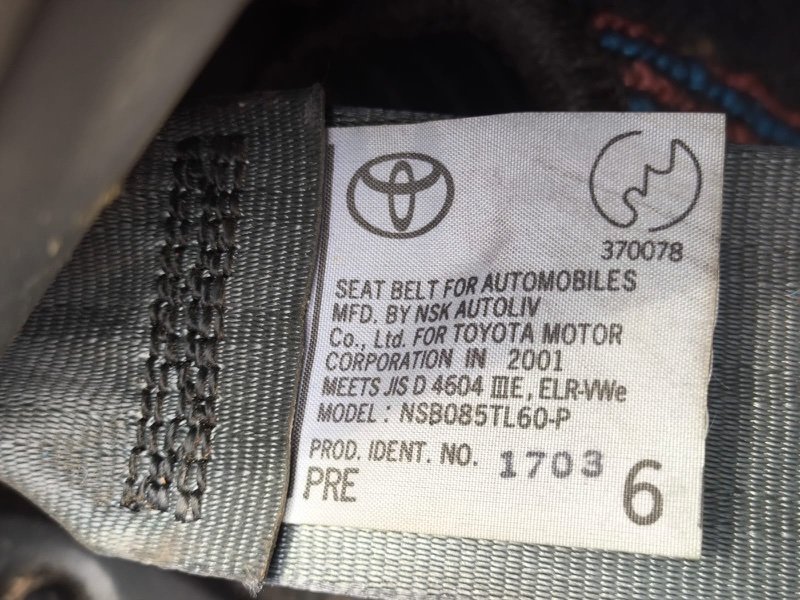 370078
SEAT BELT FOR AUTOMOBILES
MFD. BY NSK AUTOLIV
Co., Ltd. FOR TOYOTA MOTOR
CORPORATION IN 2001
MEETS JIS D 4604 ⅢE, ELR-VWe
MODEL : NSB085TL60-P
PROD. IDENT. NO. 1703
PRE 6